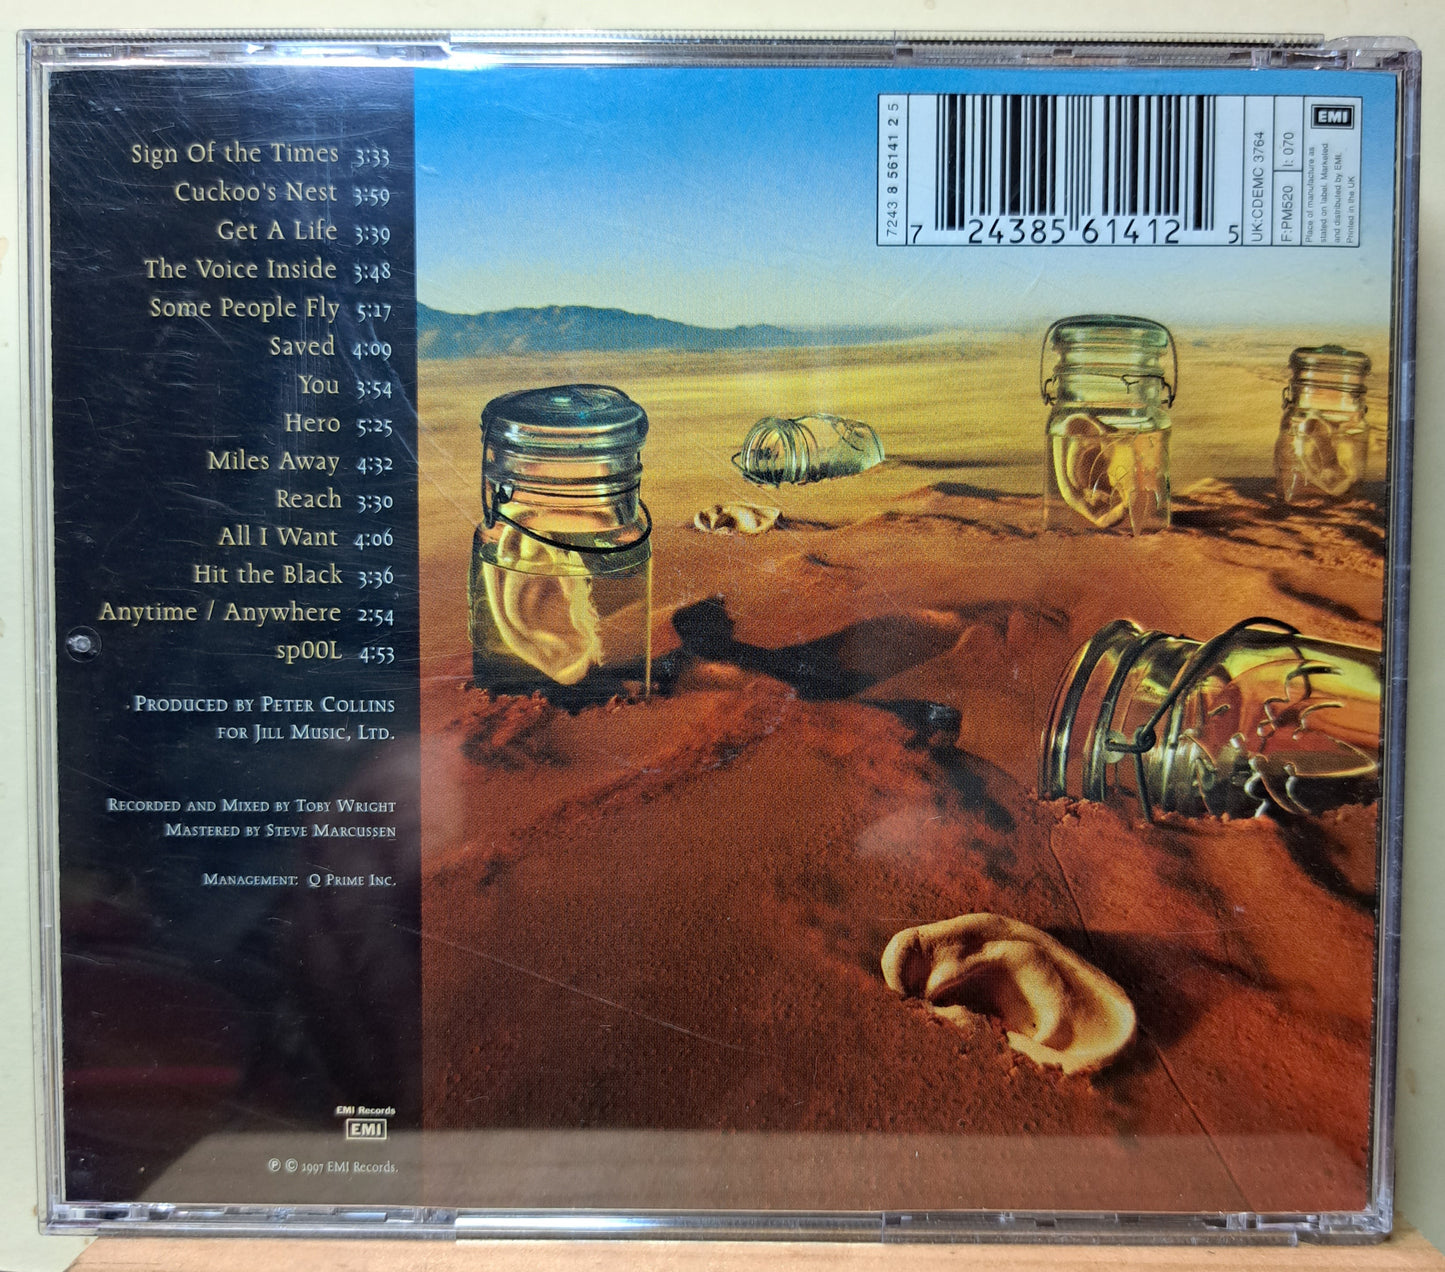 Sign Of the Times 3:33
Cuckoo's Nest 3:59
Get A Life 3:39
The Voice Inside 3:48
Some People Fly 5:17
Saved 4:09
You 3:54
Hero 5:25
Miles Away 4:32
Reach 3:30
All I Want 4:06
Hit the Black 3:36
Anytime / Anywhere 2:54
sp00L 4:53
PRODUCED BY PETER COLLINS
FOR JILL MUSIC, LTD.
RECORDED AND MIXED BY TOBY WRIGHT
MASTERED BY STEVE MARCUSSEN
MANAGEMENT: Q PRIME INC.
EMI Records
EMI
℗ © 1997 EMI Records.
7243 8 56141 2 5
7 24385 61412 5
UK:CDEMC 3764
F:PM520
I: 070
EMI
Place of manufacture as
stated on label. Marketed
and distributed by EMI.
Printed in the UK